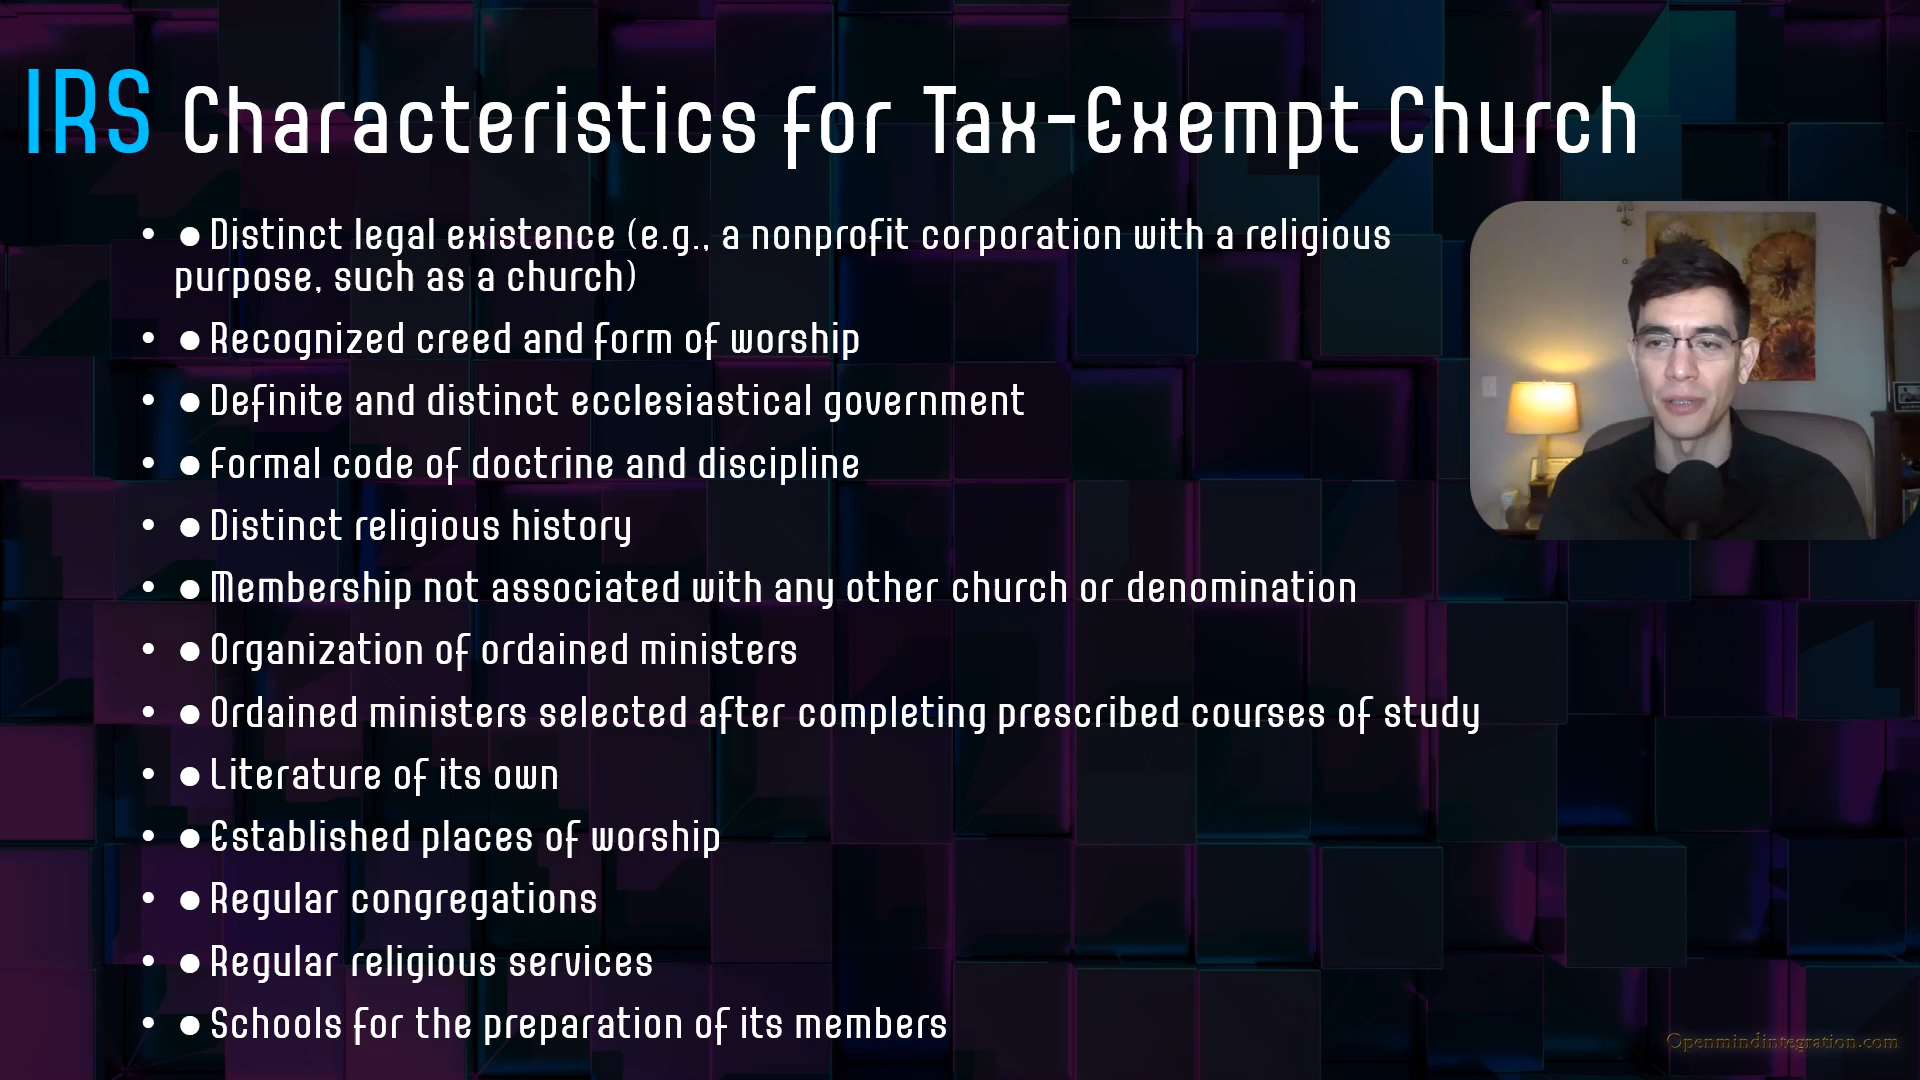 IRS Characteristics for Tax-Exempt Church
• ● Distinct legal existence (e.g., a nonprofit corporation with a religious
purpose, such as a church)
• ● Recognized creed and form of worship
• ● Definite and distinct ecclesiastical government
• ● Formal code of doctrine and discipline
• ● Distinct religious history
• ● Membership not associated with any other church or denomination
• ● Organization of ordained ministers
• ● Ordained ministers selected after completing prescribed courses of study
• ● Literature of its own
• ● Established places of worship
• ● Regular congregations
• ● Regular religious services
• ● Schools for the preparation of its members
Openmindintegration.com